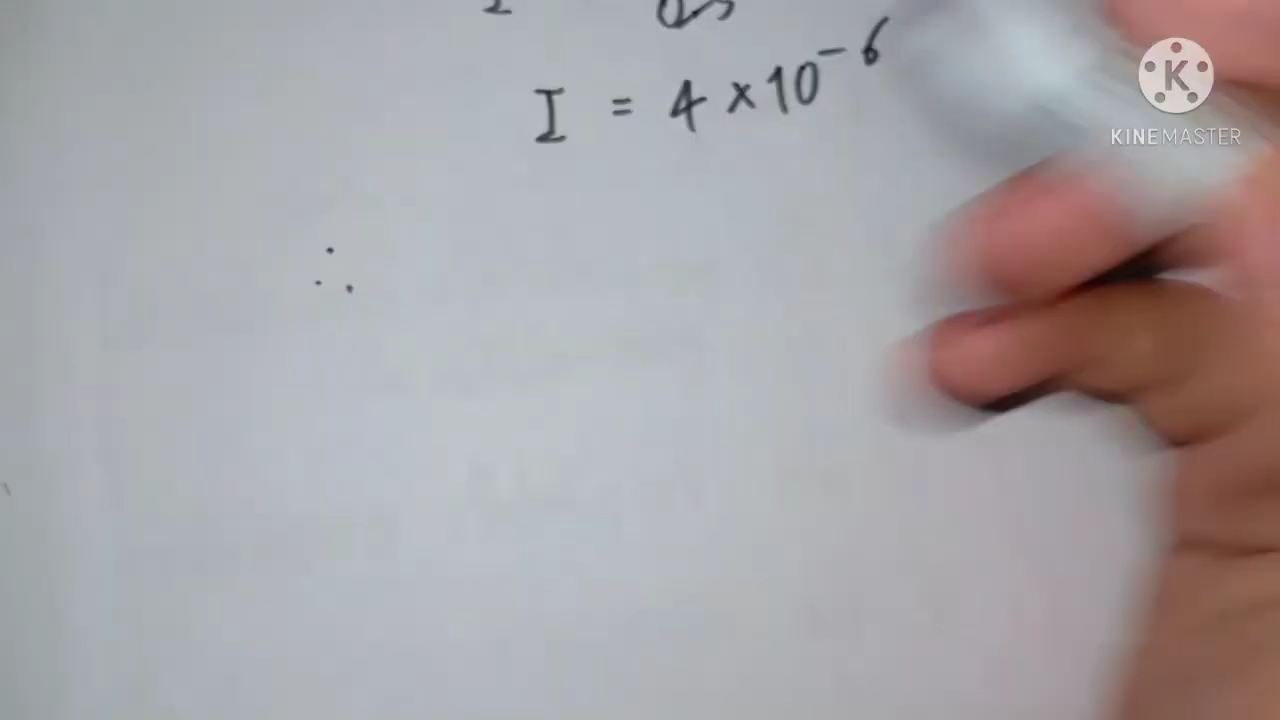 I = 4 × 10⁻⁶
∴
K
KINEMASTER